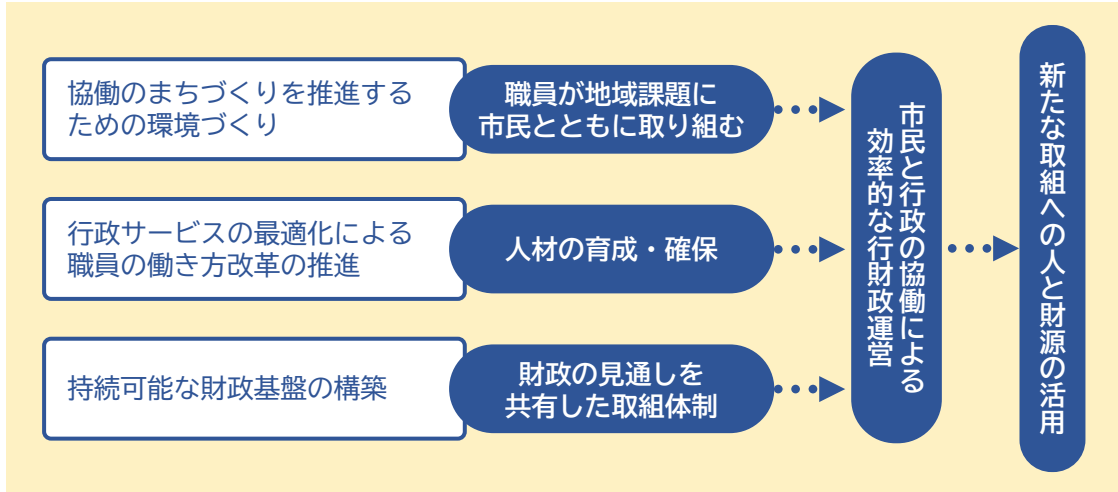 協働のまちづくりを推進する
ための環境づくり
職員が地域課題に
市民とともに取り組む
行政サービスの最適化による
職員の働き方改革の推進
人材の育成・確保
持続可能な財政基盤の構築
財政の見通しを
共有した取組体制
市民と行政の協働による
効率的な行財政運営
新たな取組への人と財源の活用